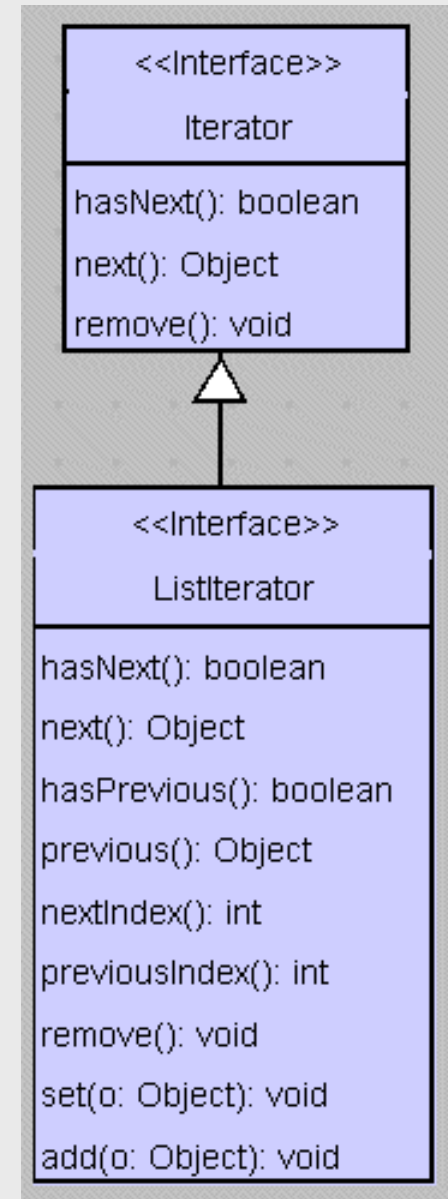 <<Interface>>
Iterator
hasNext(): boolean
next(): Object
remove(): void
<<Interface>>
ListIterator
hasNext(): boolean
next(): Object
hasPrevious(): boolean
previous(): Object
nextIndex(): int
previousIndex(): int
remove(): void
set(o: Object): void
add(o: Object): void